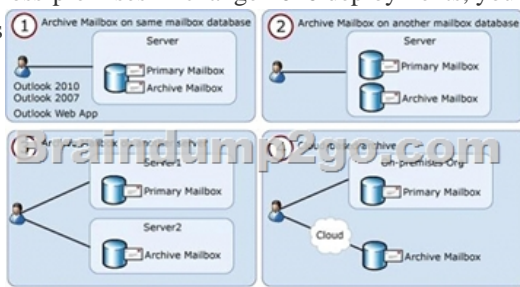 1 Archive Mailbox on same mailbox database
Server
Primary Mailbox
Archive Mailbox
Outlook 2010
Outlook 2007
Outlook Web App
2 Archive Mailbox on another mailbox database
Server
Primary Mailbox
Archive Mailbox
Braindump2go.com
Server1
Primary Mailbox
Server2
Archive Mailbox
On-premises Org
Primary Mailbox
Cloud
Archive Mailbox